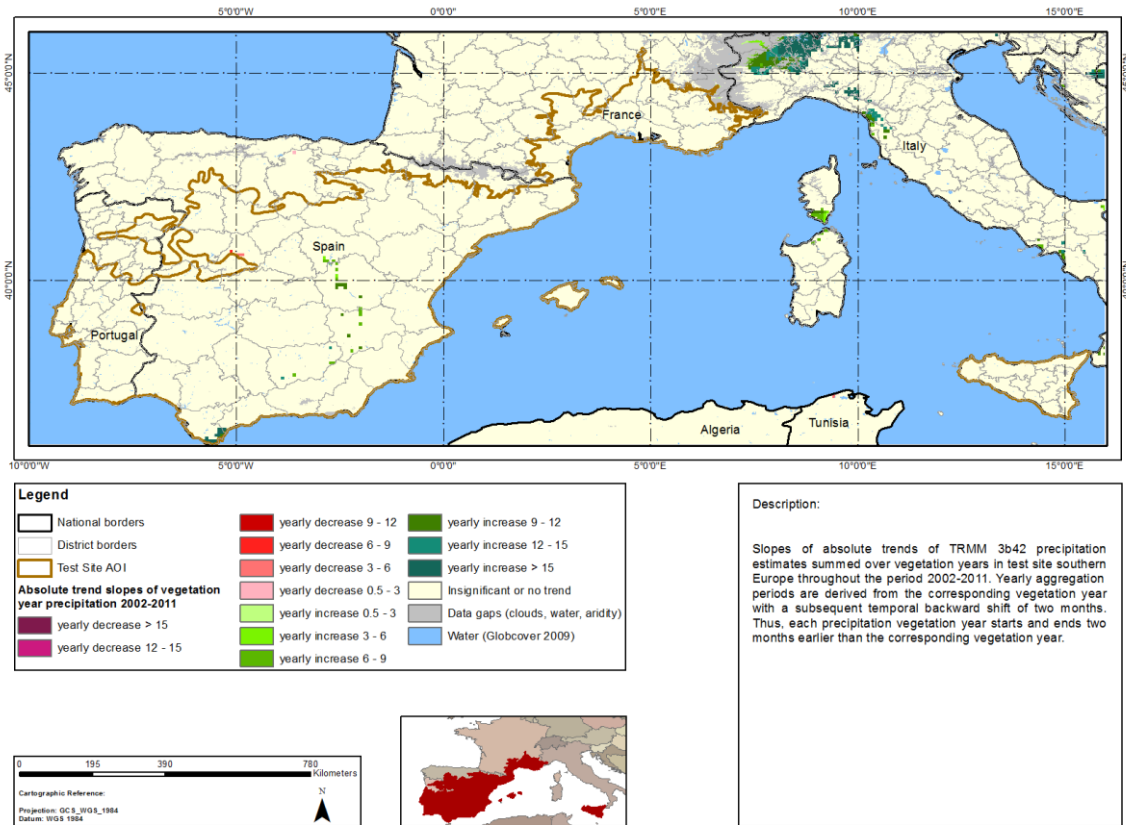 5°0'0"W 0°0'0" 5°0'0"E 10°0'0"E 15°0'0"E
45°0'0"N
45°0'0"N
France
Italy
Spain
40°0'0"N
40°0'0"N
Portugal
Algeria
Tunisia
10°0'0"W 5°0'0"W 0°0'0" 5°0'0"E 10°0'0"E 15°0'0"E
Legend
National borders
District borders
Test Site AOI
Absolute trend slopes of vegetation
year precipitation 2002-2011
yearly decrease > 15
yearly decrease 12 - 15
yearly decrease 9 - 12
yearly decrease 6 - 9
yearly decrease 3 - 6
yearly decrease 0.5 - 3
yearly increase 0.5 - 3
yearly increase 3 - 6
yearly increase 6 - 9
yearly increase 9 - 12
yearly increase 12 - 15
yearly increase > 15
Insignificant or no trend
Data gaps (clouds, water, aridity)
Water (Globcover 2009)
Description:
Slopes of absolute trends of TRMM 3b42 precipitation
estimates summed over vegetation years in test site southern
Europe throughout the period 2002-2011. Yearly aggregation
periods are derived from the corresponding vegetation year
with a subsequent temporal backward shift of two months.
Thus, each precipitation vegetation year starts and ends two
months earlier than the corresponding vegetation year.
0 195 390 780
Kilometers
Cartographic Reference:
N
Projection: GCS_WGS_1984
Datum: WGS 1984